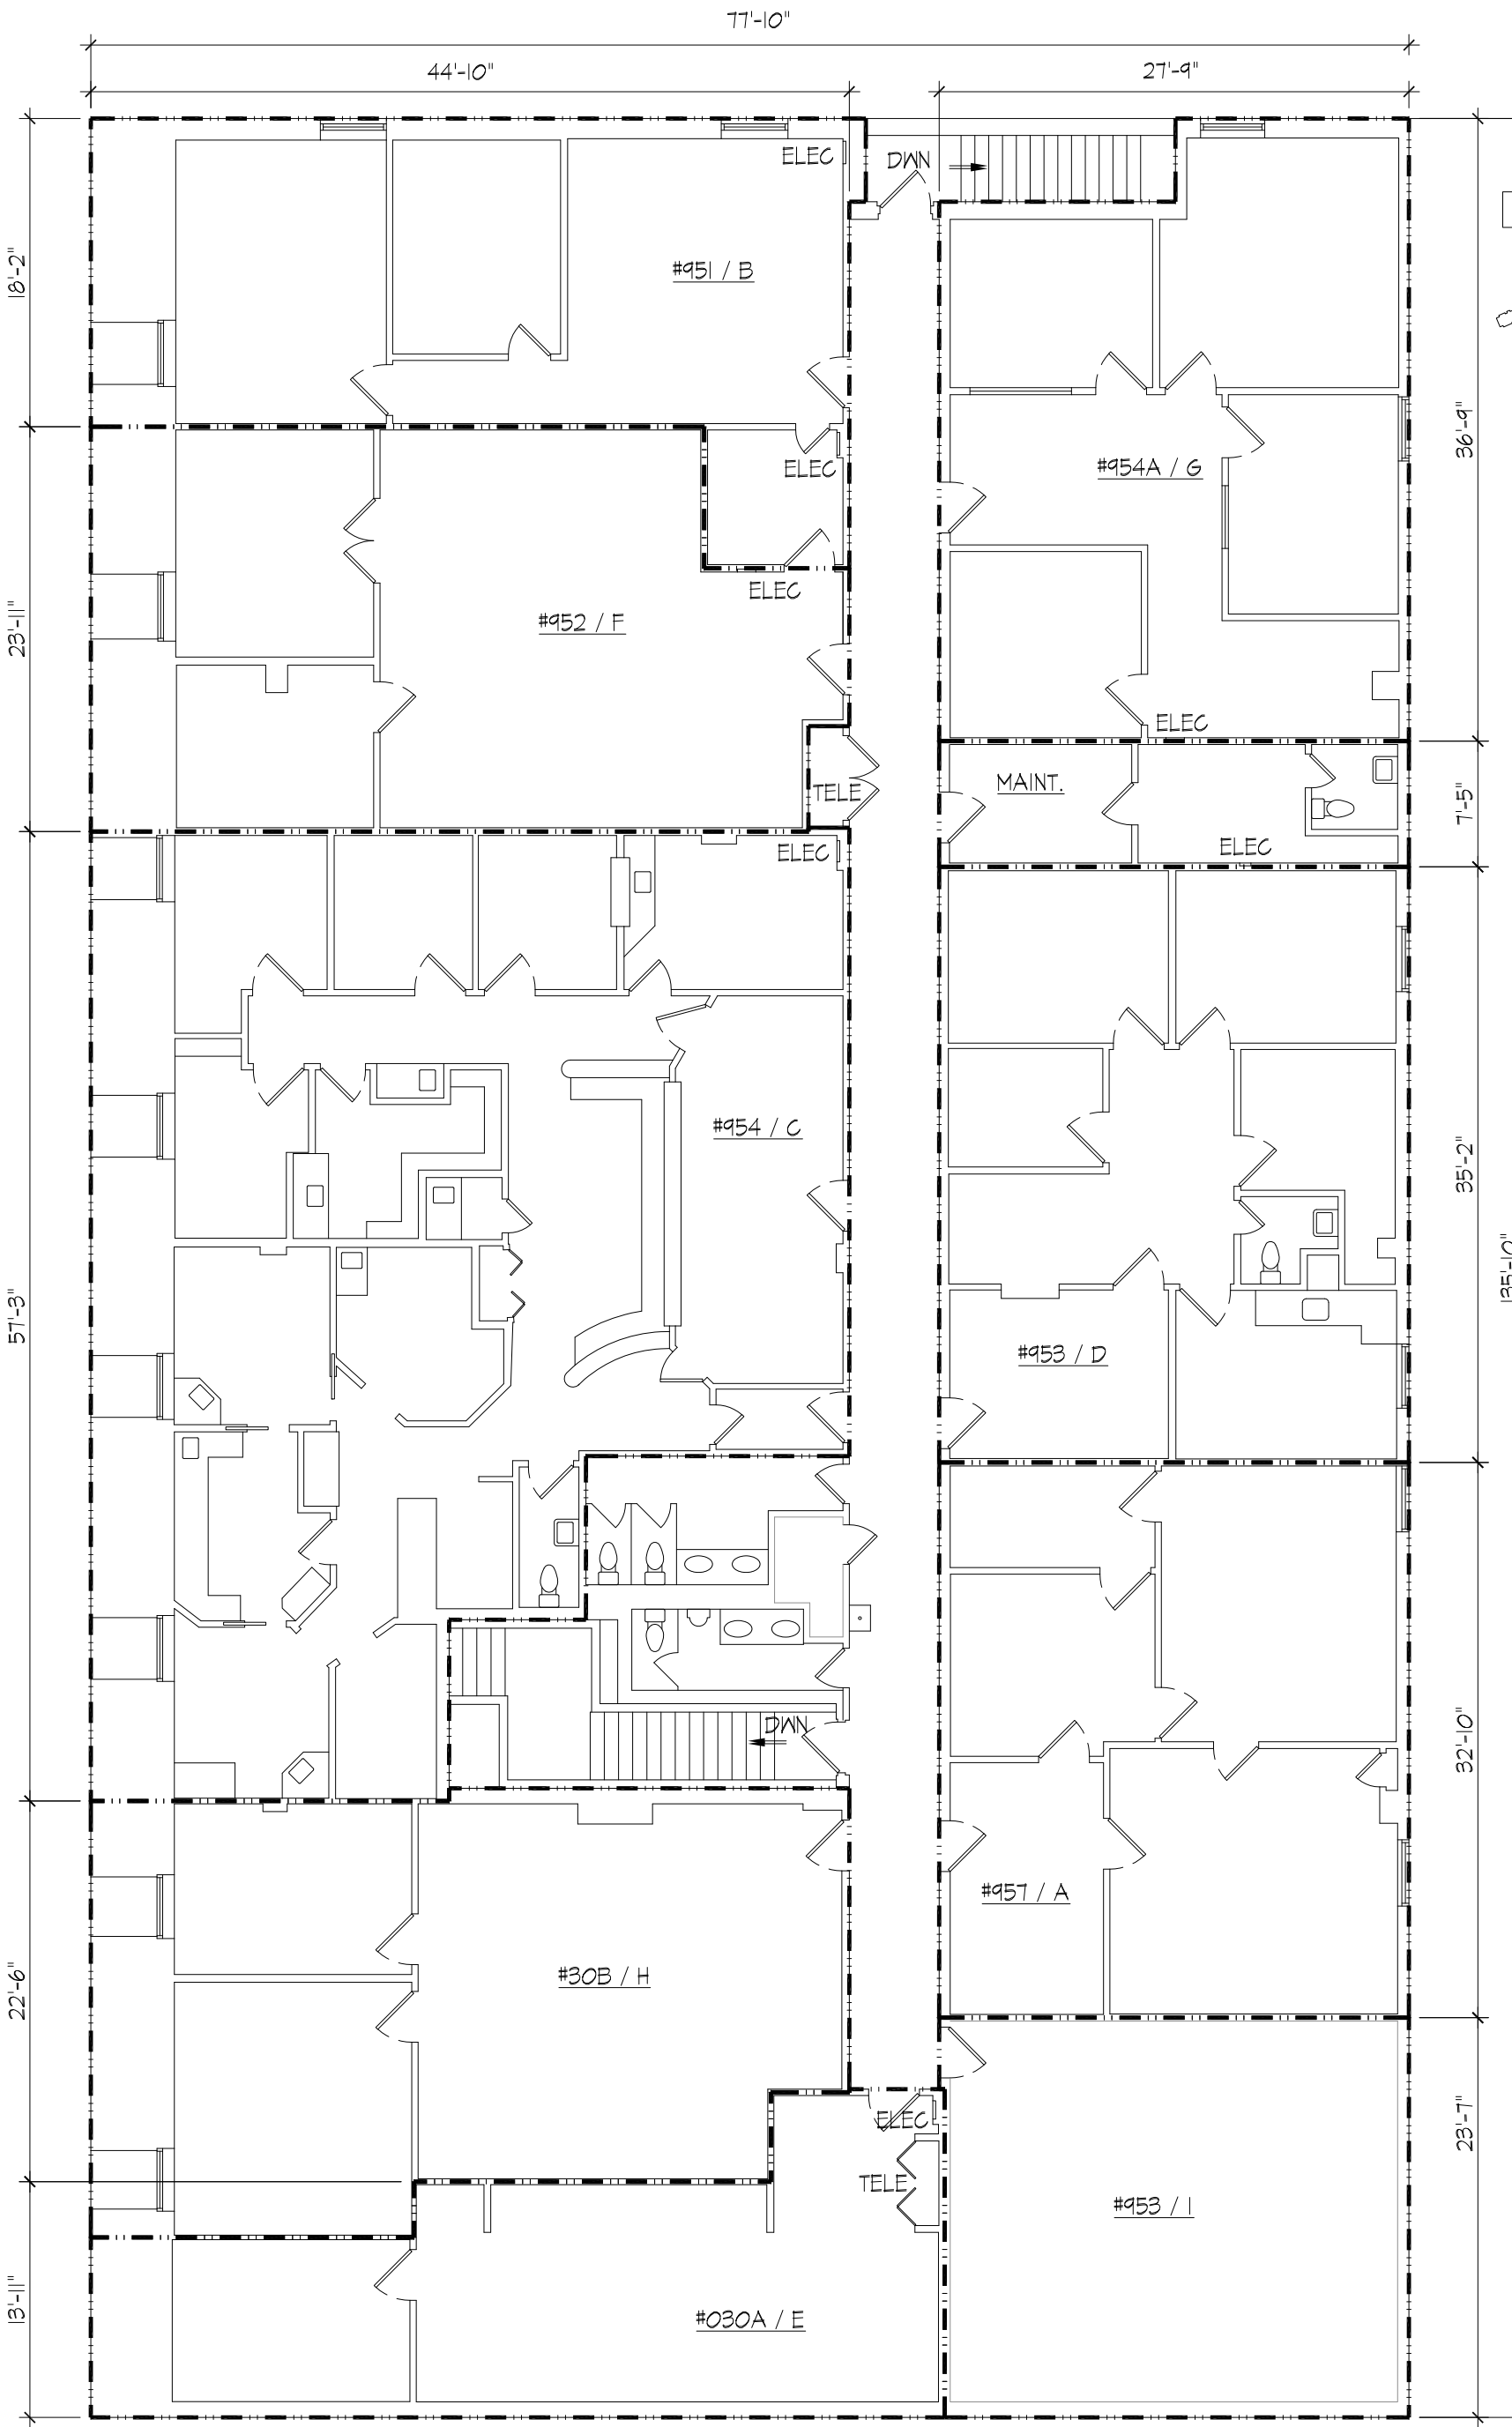 77'-10"
44'-10"
27'-9"
ELEC
DWN
18'-2"
#951 / B
36'-9"
#954A / G
ELEC
ELEC
23'-11"
#952 / F
ELEC
MAINT.
TELE
7'-5"
ELEC
ELEC
#954 / C
35'-2"
135'-10"
57'-3"
#953 / D
DWN
32'-10"
#957 / A
22'-6"
#30B / H
ELEC
23'-7"
TELE
#953 / I
13'-11"
#030A / E